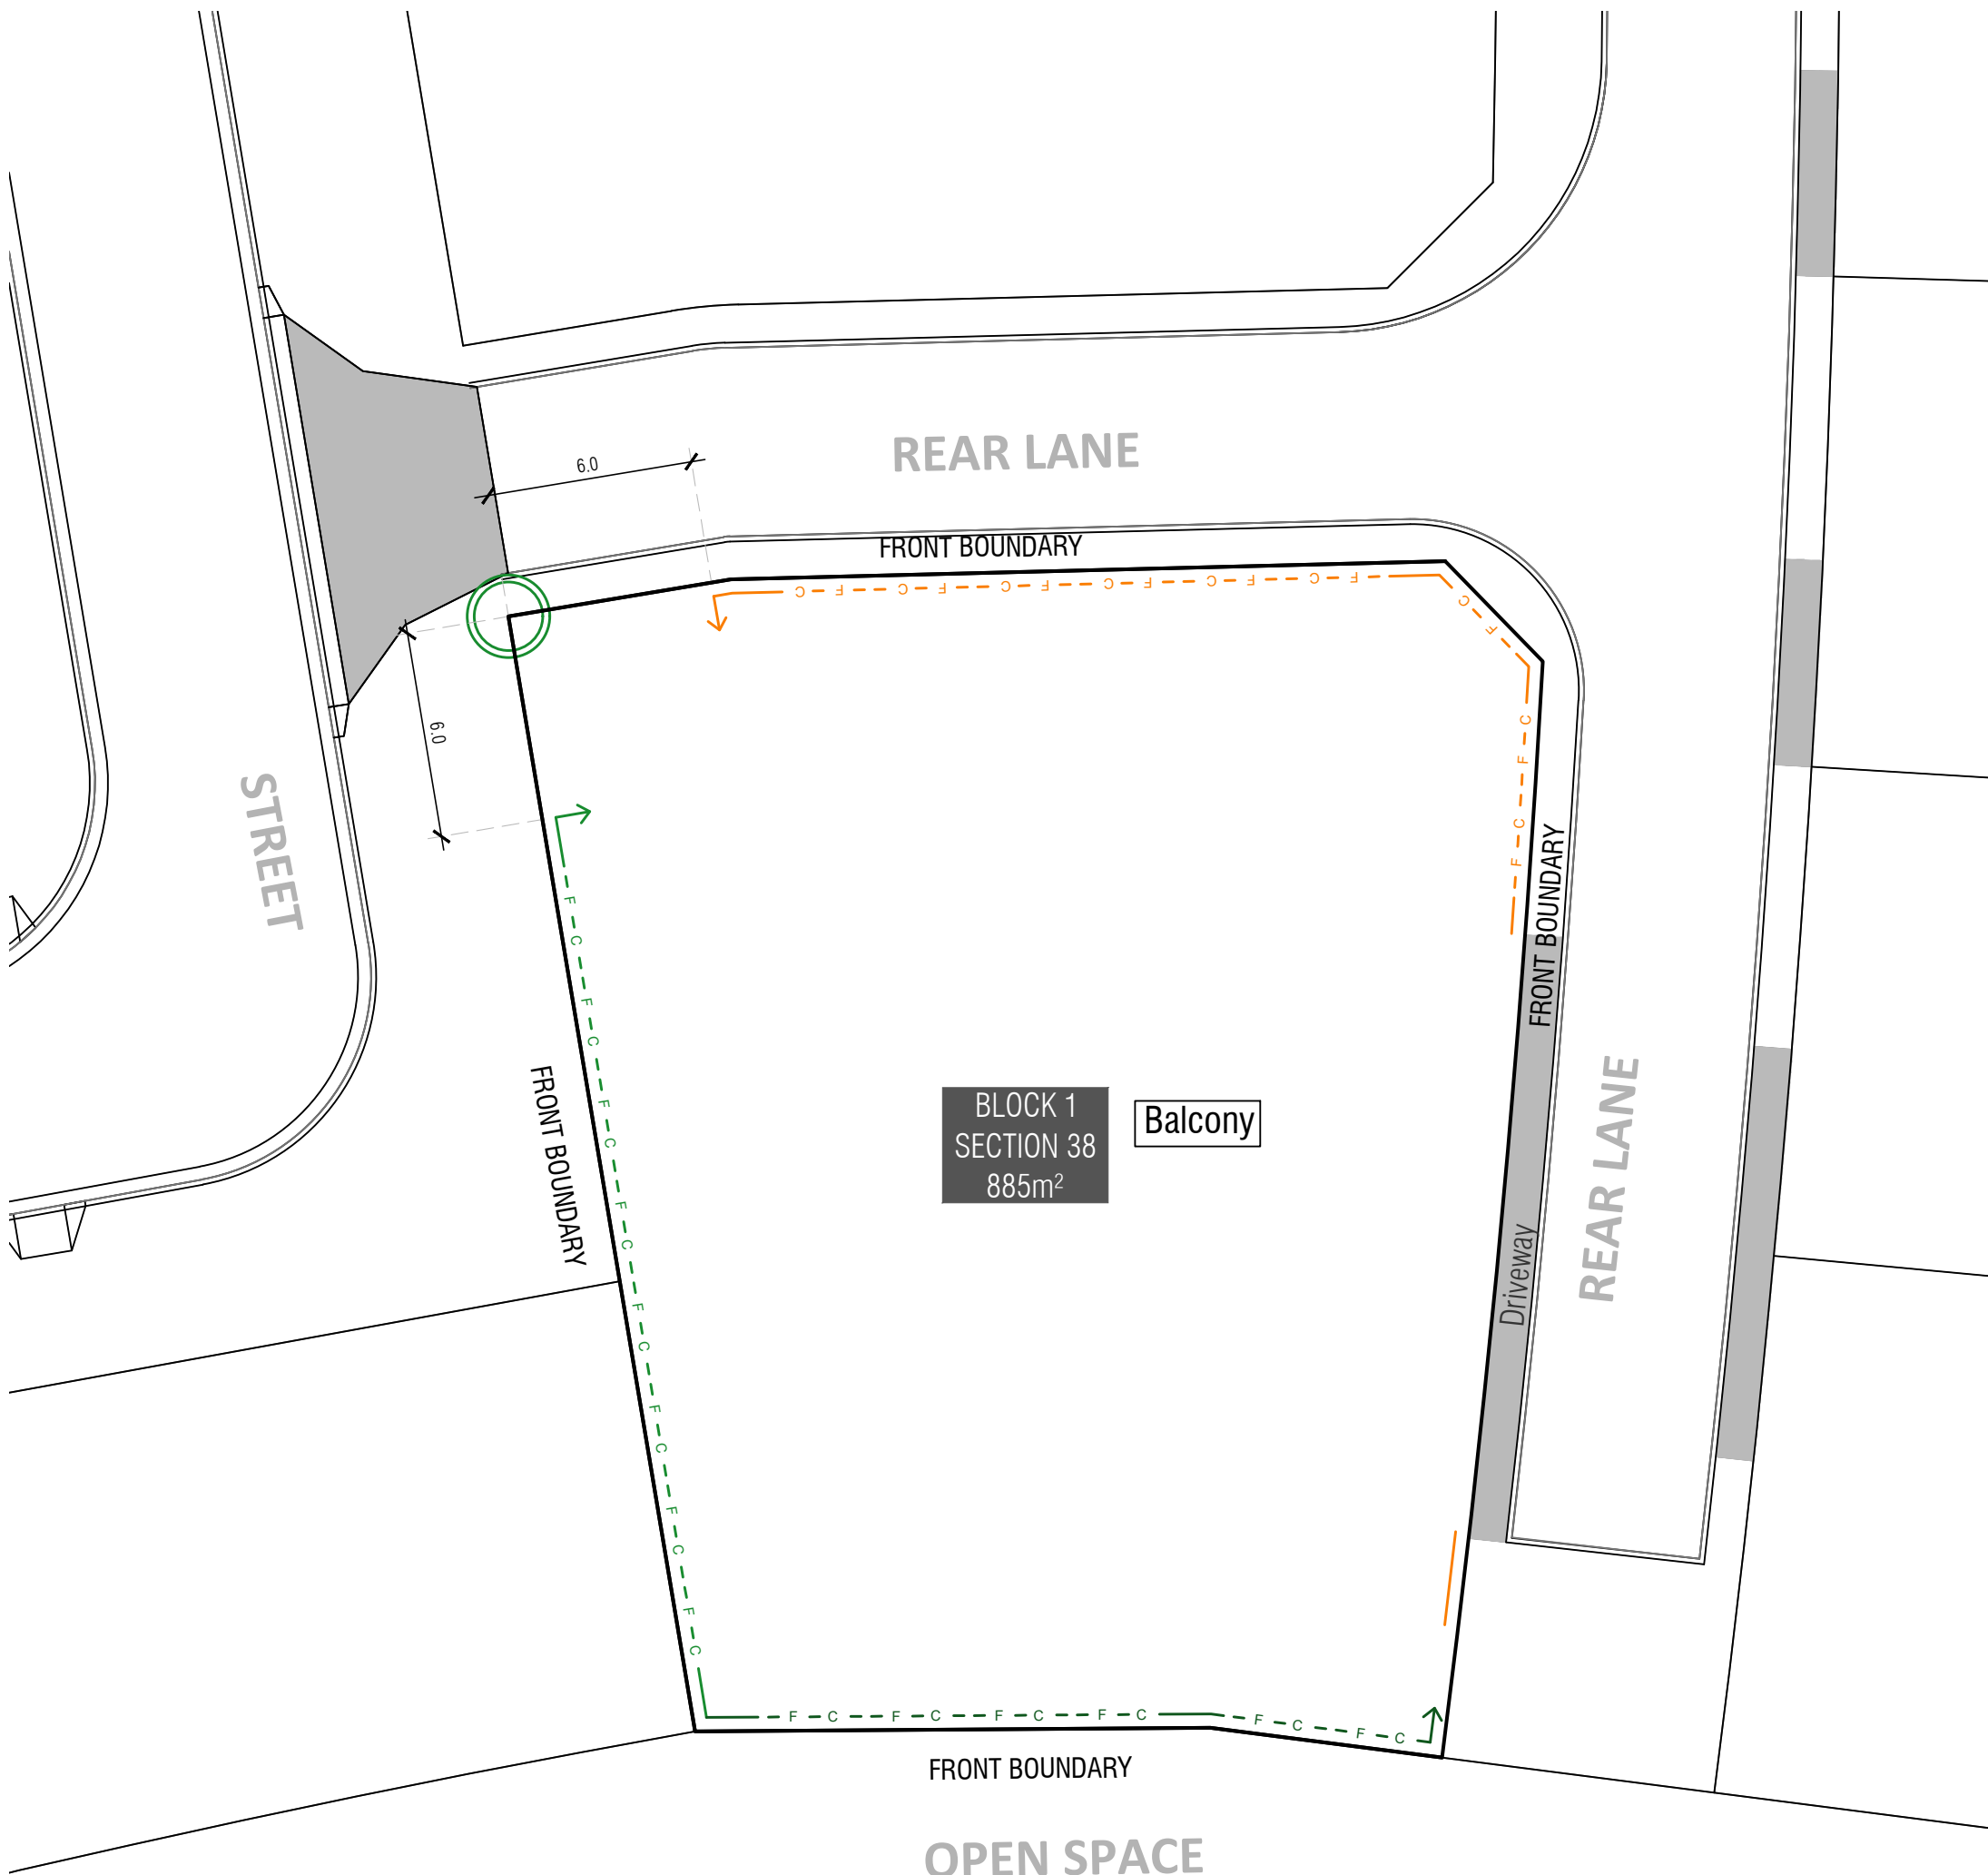 REAR LANE
6.0
FRONT BOUNDARY
C F C F C F C F C F C F
C F
6.0
C F C F
STREET
FRONT BOUNDARY
F C F C F C F C F C F C F C F C
FRONT BOUNDARY
BLOCK 1
SECTION 38
885m²
Balcony
Driveway
REAR LANE
F C F C F C F C F C F C
FRONT BOUNDARY
OPEN SPACE